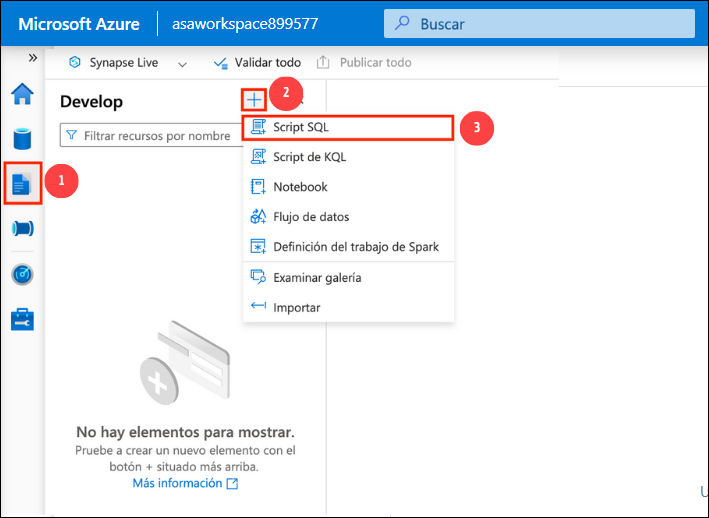 Microsoft Azure
asaworkspace899577
Buscar
»
Synapse Live
Validar todo
Publicar todo
Develop
2
Filtrar recursos por nombre
Script SQL
3
Script de KQL
1
Notebook
Flujo de datos
Definición del trabajo de Spark
Examinar galería
Importar
No hay elementos para mostrar.
Pruebe a crear un nuevo elemento con el
botón + situado más arriba.
Más información
U